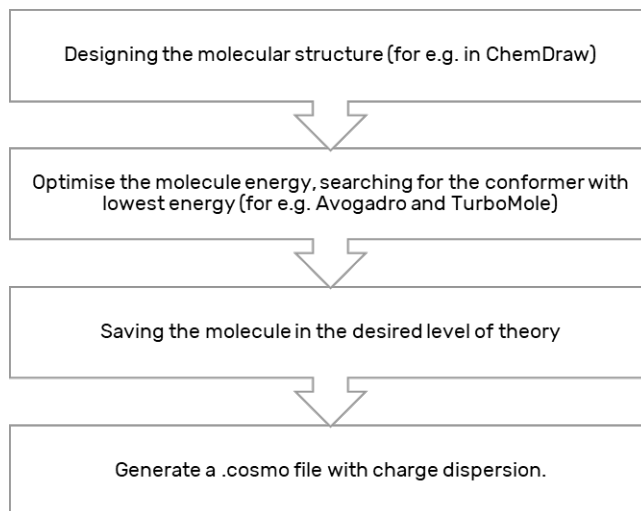 Designing the molecular structure (for e.g. in ChemDraw)
Optimise the molecule energy, searching for the conformer with
lowest energy (for e.g. Avogadro and TurboMole)
Saving the molecule in the desired level of theory
Generate a .cosmo file with charge dispersion.